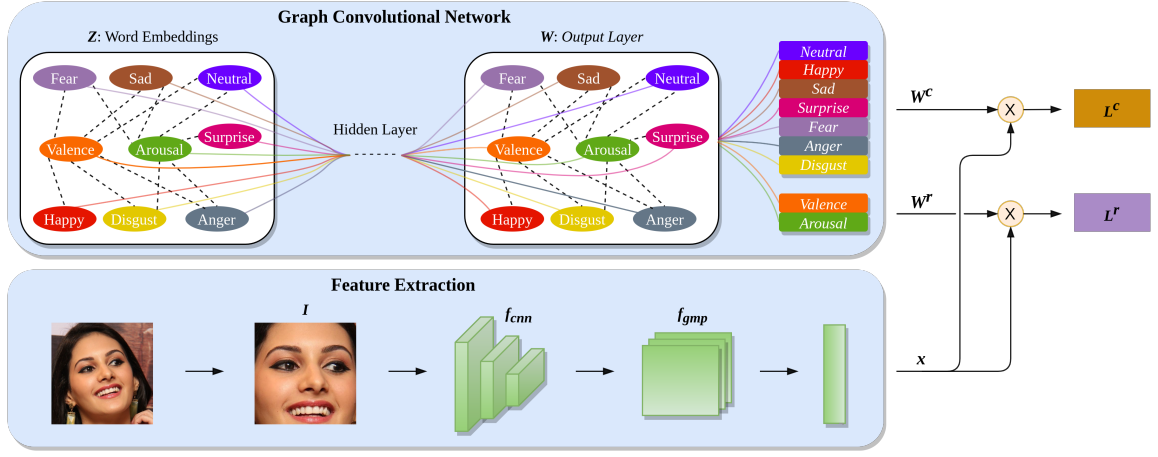 Graph Convolutional Network
Z: Word Embeddings
Fear
Sad
Neutral
Valence
Arousal
Surprise
Happy
Disgust
Anger
Hidden Layer
W: Output Layer
Fear
Sad
Neutral
Valence
Arousal
Surprise
Happy
Disgust
Anger
Neutral
Happy
Sad
Surprise
Fear
Anger
Disgust
Valence
Arousal
W^c
X
L^c
W^r
X
L^r
Feature Extraction
I
f_cnn
f_gmp
x